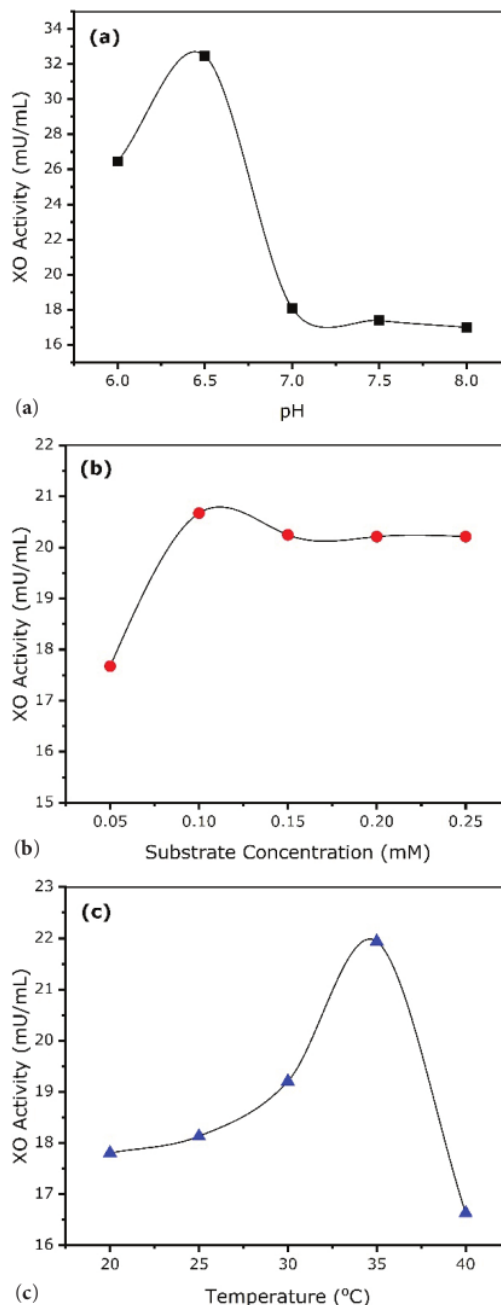 (a)
34
32
30
28
26
24
22
20
18
16
XO Activity (mU/mL)
6.0 6.5 7.0 7.5 8.0
(a) pH
(b)
22
21
20
19
18
17
16
15
XO Activity (mU/mL)
0.05 0.10 0.15 0.20 0.25
(b) Substrate Concentration (mM)
(c)
23
22
21
20
19
18
17
16
XO Activity (mU/mL)
20 25 30 35 40
(c) Temperature (°C)